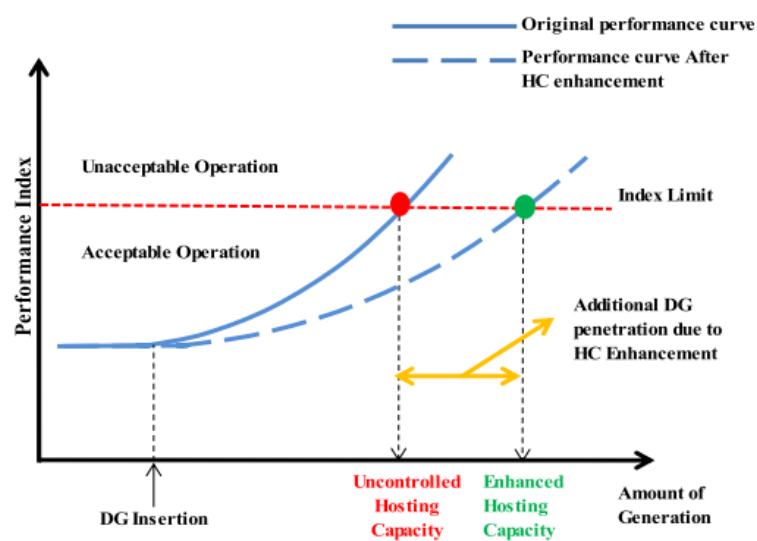 Original performance curve
Performance curve After
HC enhancement
Performance Index
Unacceptable Operation
Index Limit
Acceptable Operation
Additional DG
penetration due to
HC Enhancement
DG Insertion
Uncontrolled
Hosting
Capacity
Enhanced
Hosting
Capacity
Amount of
Generation